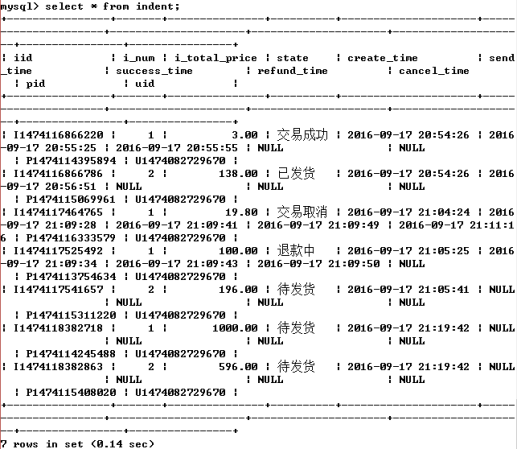 mysql> select * from indent;
+---------------+-------+---------------+----------+---------------------+-----
----------------+---------------------+---------------------+-------------------
--+----------------+----------------+
| iid | i_num | i_total_price | state | create_time | send
_time | success_time | refund_time | cancel_time
| pid | uid |
+---------------+-------+---------------+----------+---------------------+-----
----------------+---------------------+---------------------+-------------------
--+----------------+----------------+
| I1474116866220 | 1 | 3.00 | 交易成功 | 2016-09-17 20:54:26 | 2016
-09-17 20:55:25 | 2016-09-17 20:55:55 | NULL | NULL
| P1474114395894 | U1474082729670 |
| I1474116866786 | 2 | 138.00 | 已发货 | 2016-09-17 20:54:26 | 2016
-09-17 20:56:51 | NULL | NULL | NULL
| P1474115069961 | U1474082729670 |
| I1474117464765 | 1 | 19.80 | 交易取消 | 2016-09-17 21:04:24 | 2016
-09-17 21:09:28 | 2016-09-17 21:09:41 | 2016-09-17 21:09:49 | 2016-09-17 21:11:1
6 | P1474116333579 | U1474082729670 |
| I1474117525492 | 1 | 100.00 | 退款中 | 2016-09-17 21:05:25 | 2016
-09-17 21:09:34 | 2016-09-17 21:09:43 | 2016-09-17 21:09:50 | NULL
| P1474113754634 | U1474082729670 |
| I1474117541657 | 2 | 196.00 | 待发货 | 2016-09-17 21:05:41 | NULL
| NULL | NULL | NULL
| P1474115311220 | U1474082729670 |
| I1474118382718 | 1 | 1000.00 | 待发货 | 2016-09-17 21:19:42 | NULL
| NULL | NULL | NULL
| P1474114245488 | U1474082729670 |
| I1474118382863 | 2 | 596.00 | 待发货 | 2016-09-17 21:19:42 | NULL
| NULL | NULL | NULL
| P1474115408020 | U1474082729670 |
+---------------+-------+---------------+----------+---------------------+-----
----------------+---------------------+---------------------+-------------------
--+----------------+----------------+
7 rows in set (0.14 sec)